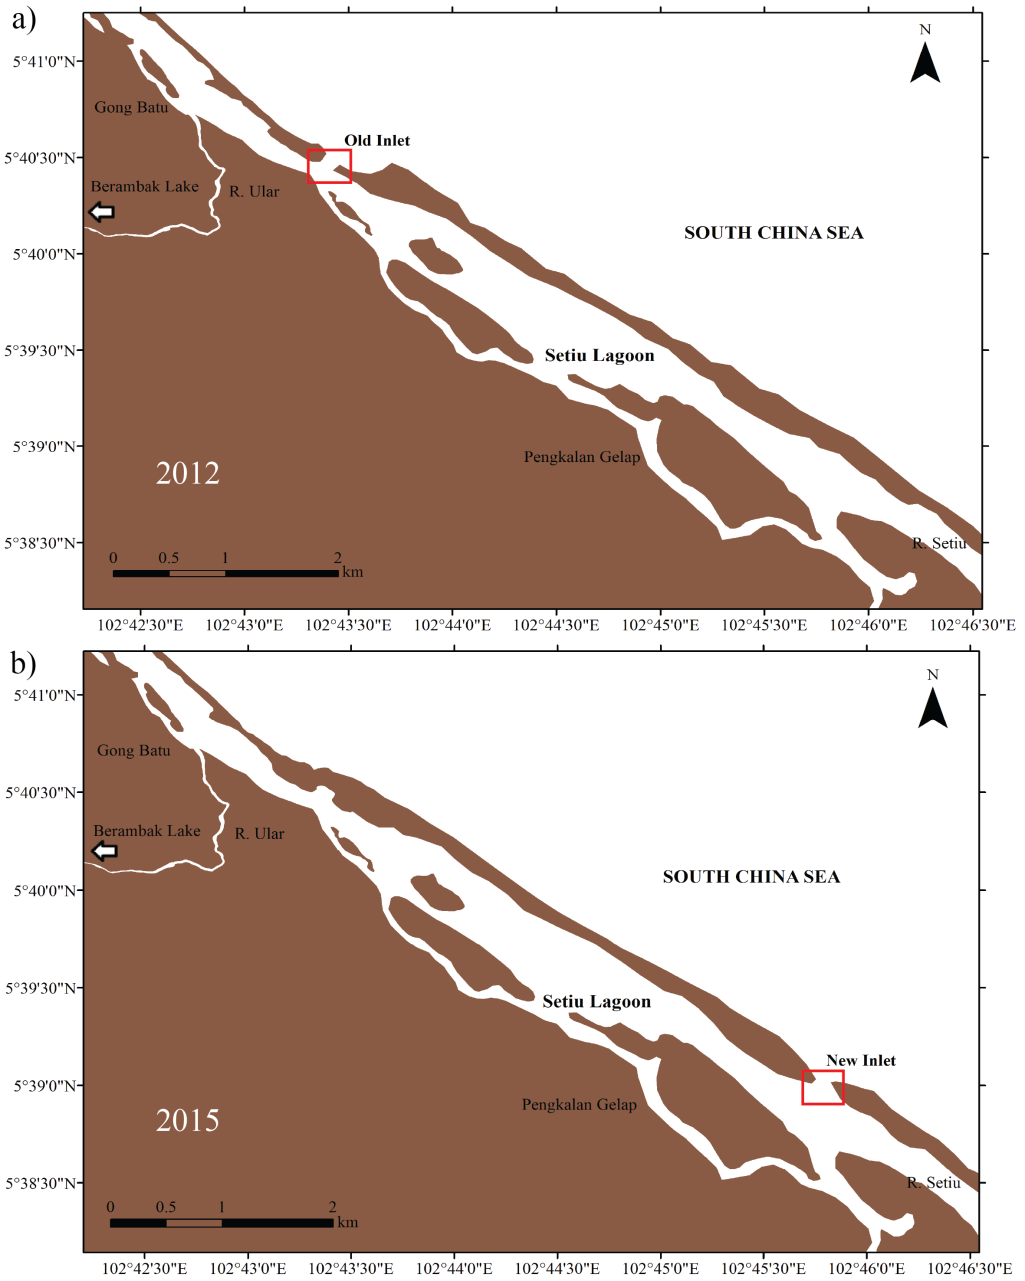 a)
N
5°41'0"N
Gong Batu
Old Inlet
5°40'30"N
Berambak Lake
R. Ular
SOUTH CHINA SEA
5°40'0"N
5°39'30"N
Setiu Lagoon
5°39'0"N
Pengkalan Gelap
2012
5°38'30"N
R. Setiu
0 0.5 1 2
km
102°42'30"E 102°43'0"E 102°43'30"E 102°44'0"E 102°44'30"E 102°45'0"E 102°45'30"E 102°46'0"E 102°46'30"E
b)
N
5°41'0"N
Gong Batu
5°40'30"N
Berambak Lake
R. Ular
SOUTH CHINA SEA
5°40'0"N
5°39'30"N
Setiu Lagoon
New Inlet
5°39'0"N
Pengkalan Gelap
2015
5°38'30"N
R. Setiu
0 0.5 1 2
km
102°42'30"E 102°43'0"E 102°43'30"E 102°44'0"E 102°44'30"E 102°45'0"E 102°45'30"E 102°46'0"E 102°46'30"E